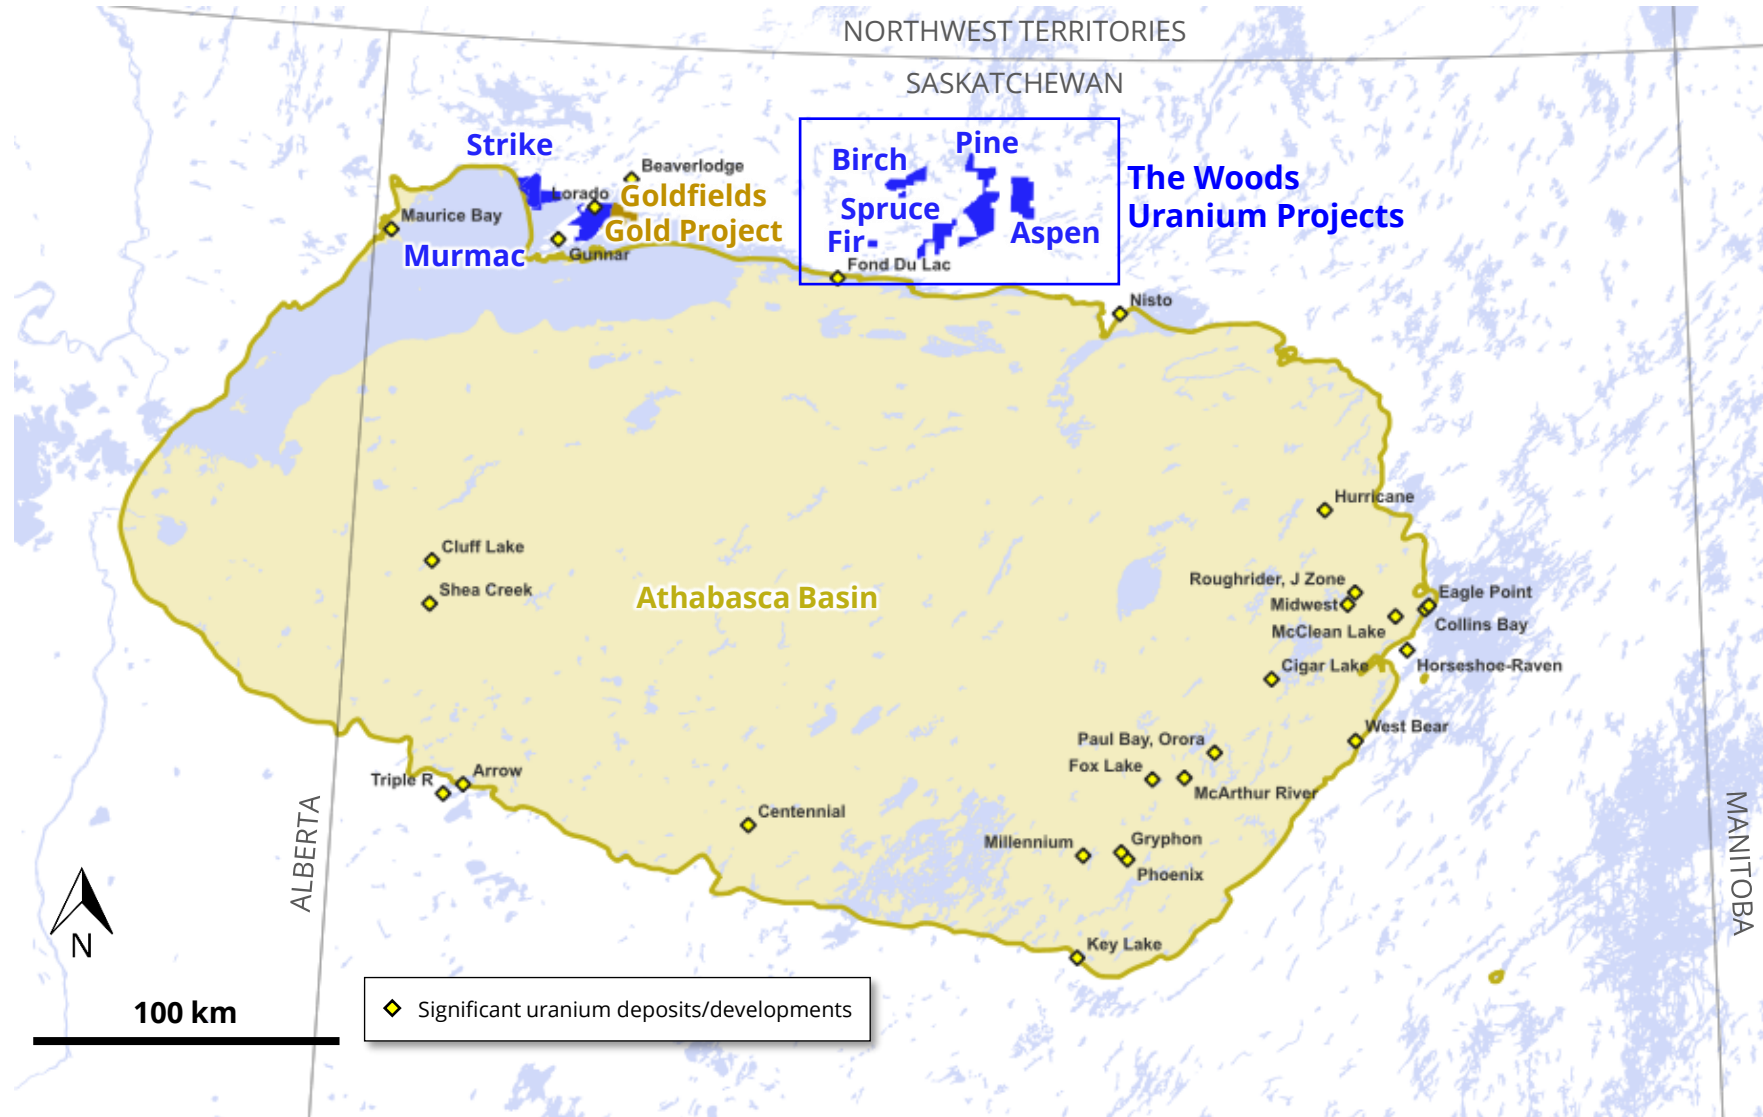 NORTHWEST TERRITORIES
SASKATCHEWAN
Strike
Beaverlodge
Lorado
Goldfields
Gold Project
Maurice Bay
Murmac
Gunnar
Birch
Pine
Spruce
Fir
Aspen
Fond Du Lac
The Woods
Uranium Projects
Nisto
Hurricane
Cluff Lake
Shea Creek
Athabasca Basin
Roughrider, J Zone
Midwest
McClean Lake
Eagle Point
Collins Bay
Cigar Lake
Horseshoe-Raven
West Bear
Paul Bay, Orora
Fox Lake
McArthur River
Triple R
Arrow
Centennial
Millennium
Gryphon
Phoenix
Key Lake
ALBERTA
MANITOBA
N
100 km
Significant uranium deposits/developments